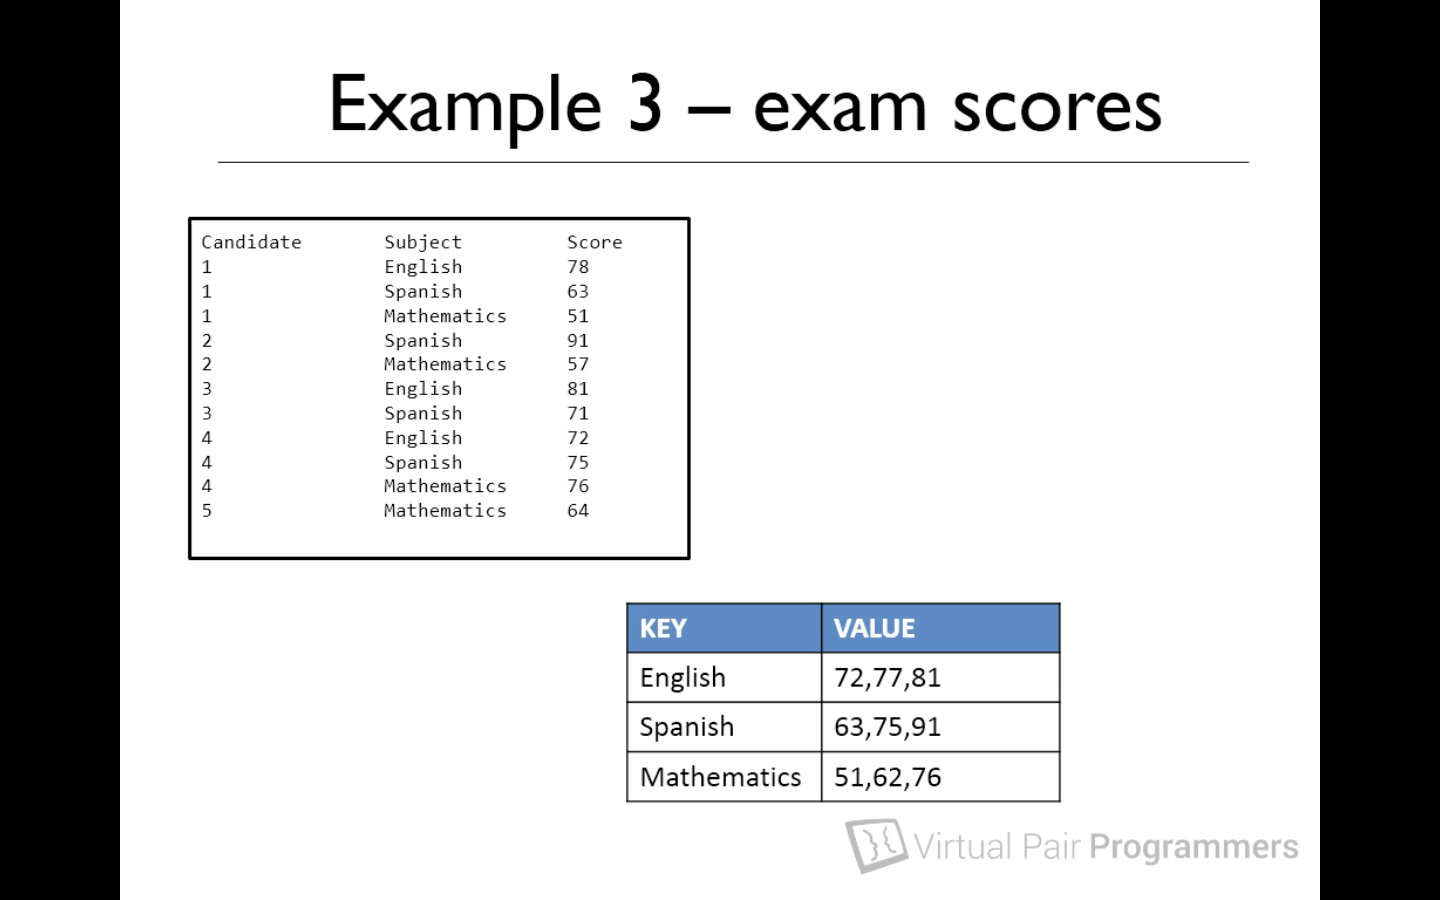 Example 3 – exam scores
Candidate Subject Score
1 English 78
1 Spanish 63
1 Mathematics 51
2 Spanish 91
2 Mathematics 57
3 English 81
3 Spanish 71
4 English 72
4 Spanish 75
4 Mathematics 76
5 Mathematics 64
KEY VALUE
English 72,77,81
Spanish 63,75,91
Mathematics 51,62,76
Virtual Pair Programmers